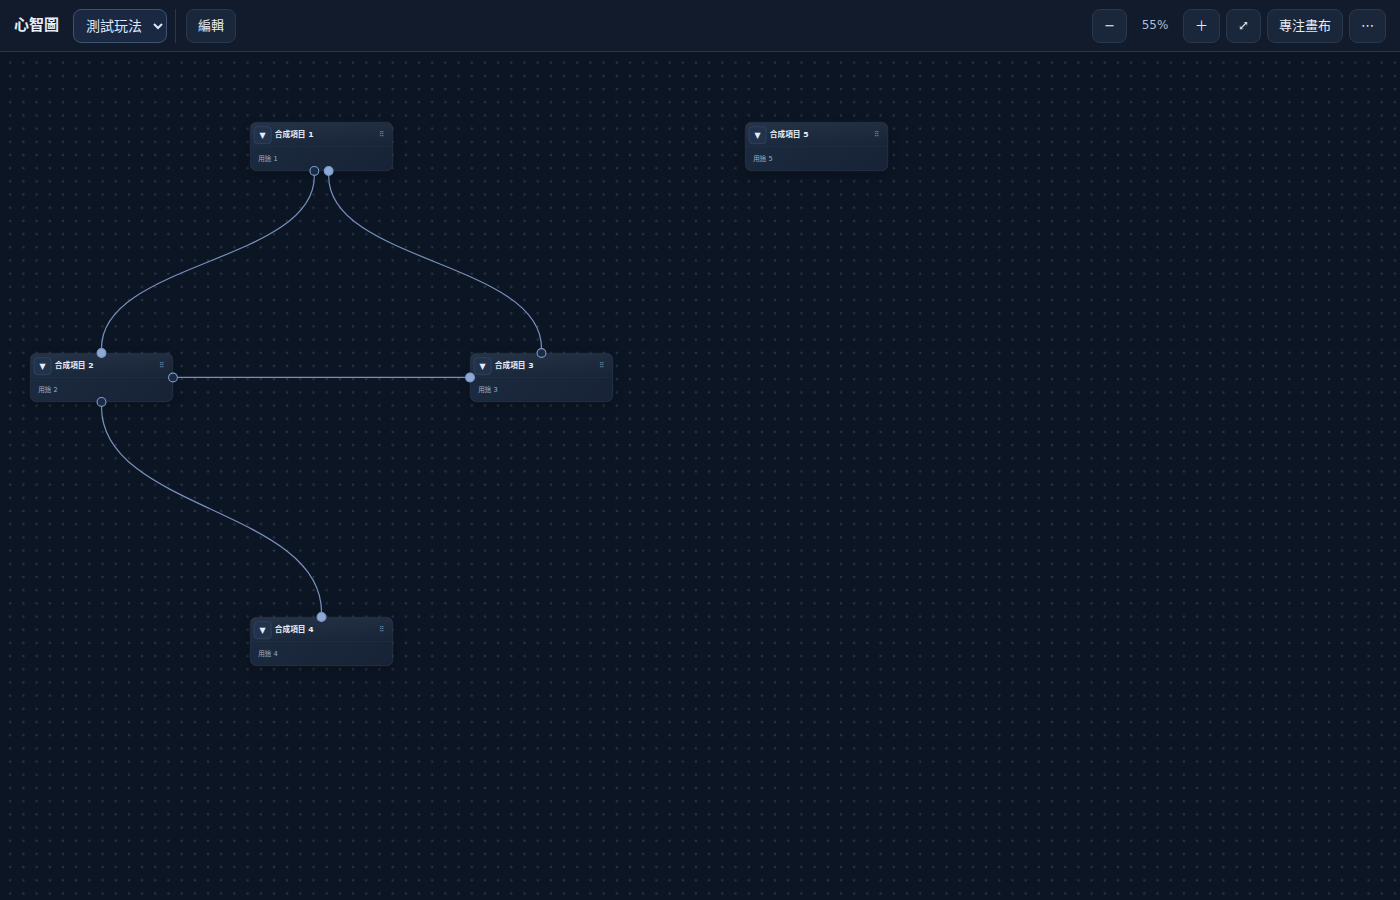 心智圖 測試玩法 編輯 − 55% ＋ ⤢ 專注畫布 ⋯
合成項目 1
用途 1
合成項目 5
用途 5
合成項目 2
用途 2
合成項目 3
用途 3
合成項目 4
用途 4